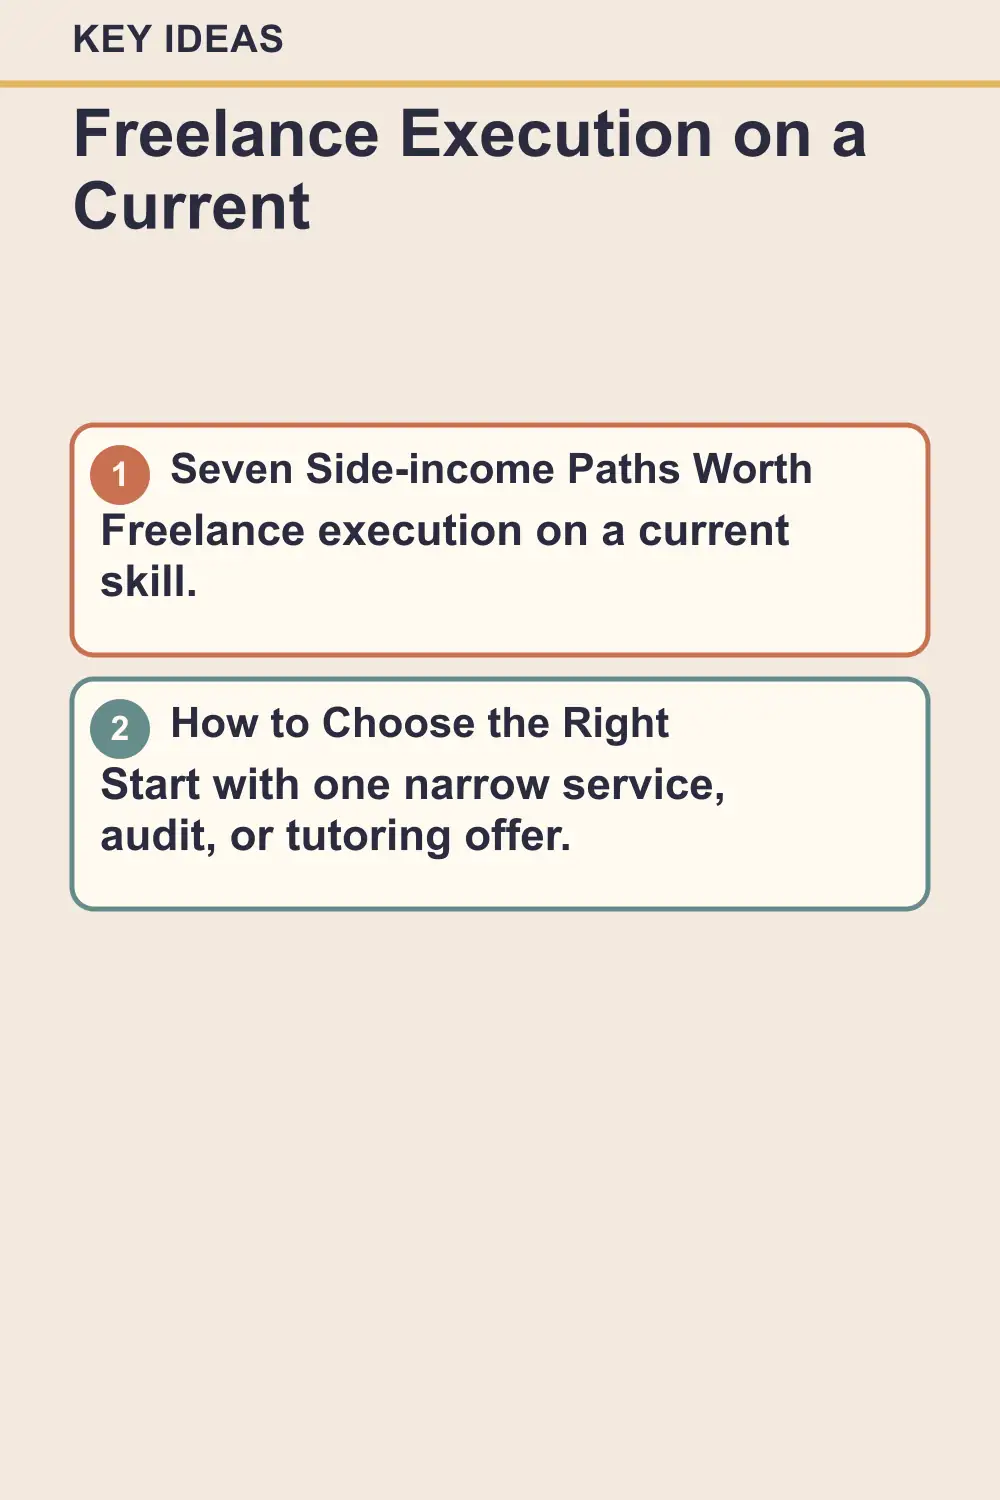 KEY IDEAS
Freelance Execution on a
Current
1 Seven Side-income Paths Worth
Freelance execution on a current
skill.
2 How to Choose the Right
Start with one narrow service,
audit, or tutoring offer.